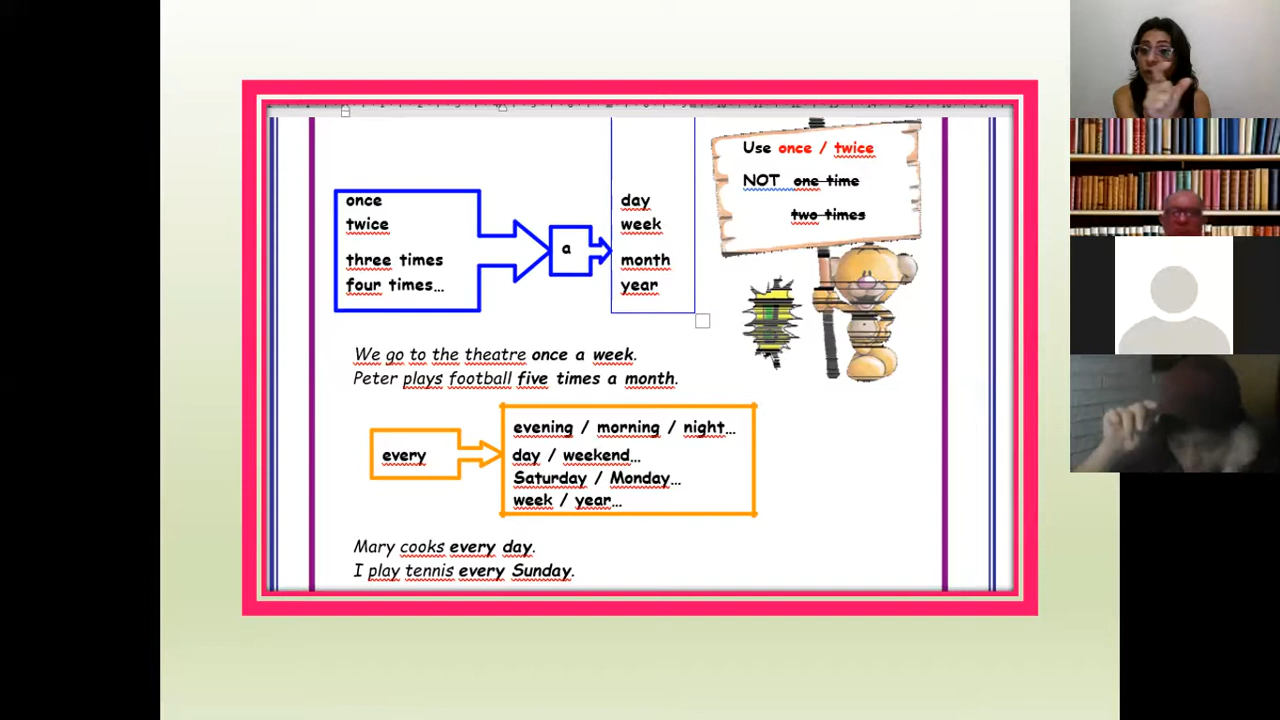 Use once / twice
NOT one time
two times
once
twice
three times
four times...
a
day
week
month
year
We go to the theatre once a week.
Peter plays football five times a month.
every
evening / morning / night...
day / weekend...
Saturday / Monday...
week / year...
Mary cooks every day.
I play tennis every Sunday.